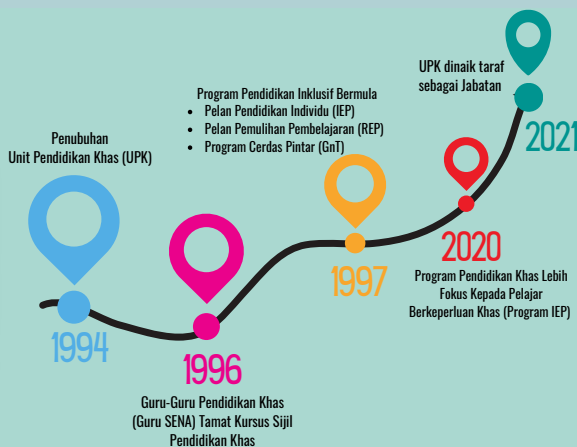 Penubuhan
Unit Pendidikan Khas (UPK)
1994
1996
Guru-Guru Pendidikan Khas
(Guru SENA) Tamat Kursus Sijil
Pendidikan Khas
Program Pendidikan Inklusif Bermula
• Pelan Pendidikan Individu (IEP)
• Pelan Pemulihan Pembelajaran (REP)
• Program Cerdas Pintar (GnT)
1997
2020
Program Pendidikan Khas Lebih
Fokus Kepada Pelajar
Berkeperluan Khas (Program IEP)
UPK dinaik taraf
sebagai Jabatan
2021